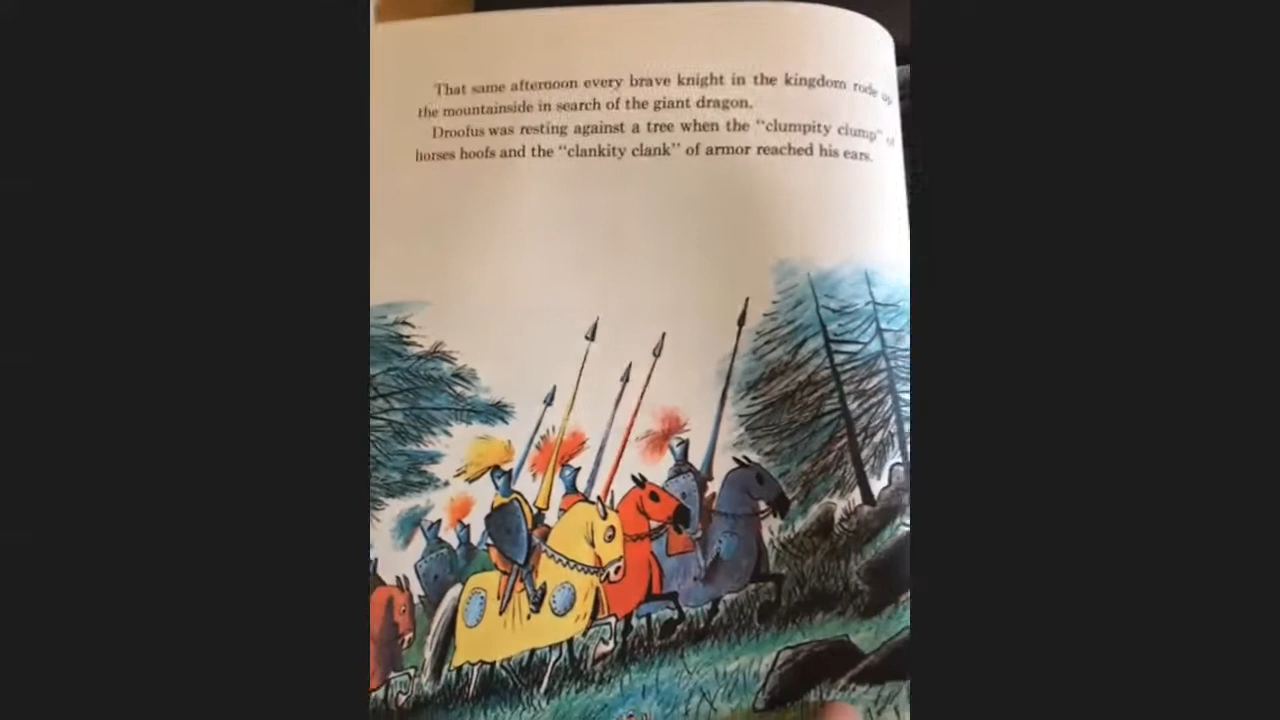 That same afternoon every brave knight in the kingdom rode up
the mountainside in search of the giant dragon.
Droofus was resting against a tree when the "clumpity clump" of
horses hoofs and the "clankity clank" of armor reached his ears.